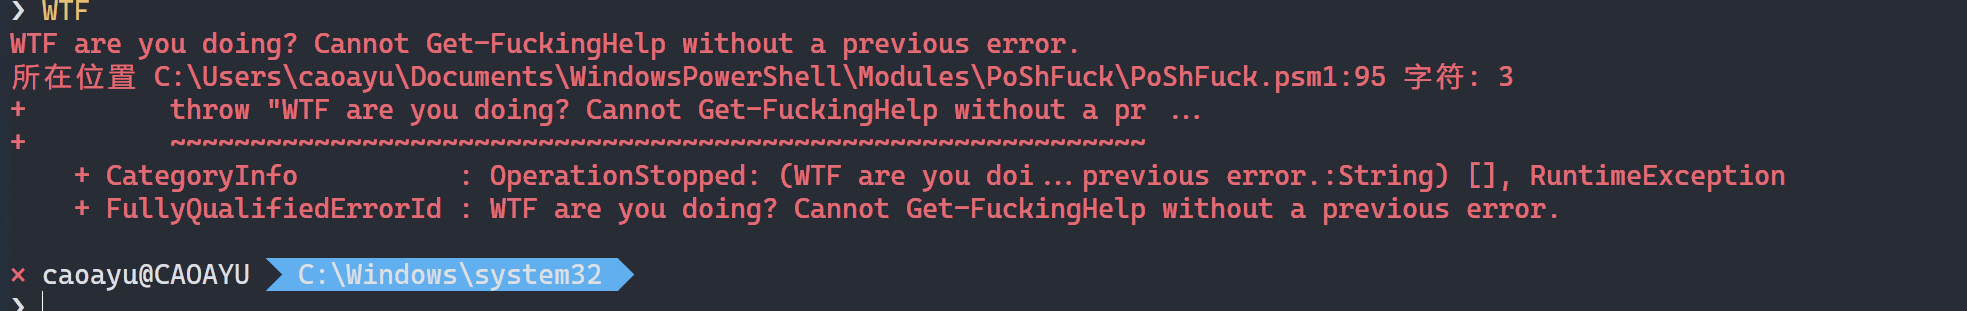 ❯ WTF
WTF are you doing? Cannot Get-FuckingHelp without a previous error.
所在位置 C:\Users\caoayu\Documents\WindowsPowerShell\Modules\PoShFuck\PoShFuck.psm1:95 字符: 3
+         throw "WTF are you doing? Cannot Get-FuckingHelp without a pr ...
+         ~~~~~~~~~~~~~~~~~~~~~~~~~~~~~~~~~~~~~~~~~~~~~~~~~~~~~~~~~~~~~
    + CategoryInfo          : OperationStopped: (WTF are you doi...previous error.:String) [], RuntimeException
    + FullyQualifiedErrorId : WTF are you doing? Cannot Get-FuckingHelp without a previous error.
× caoayu@CAOAYU C:\Windows\system32
❯